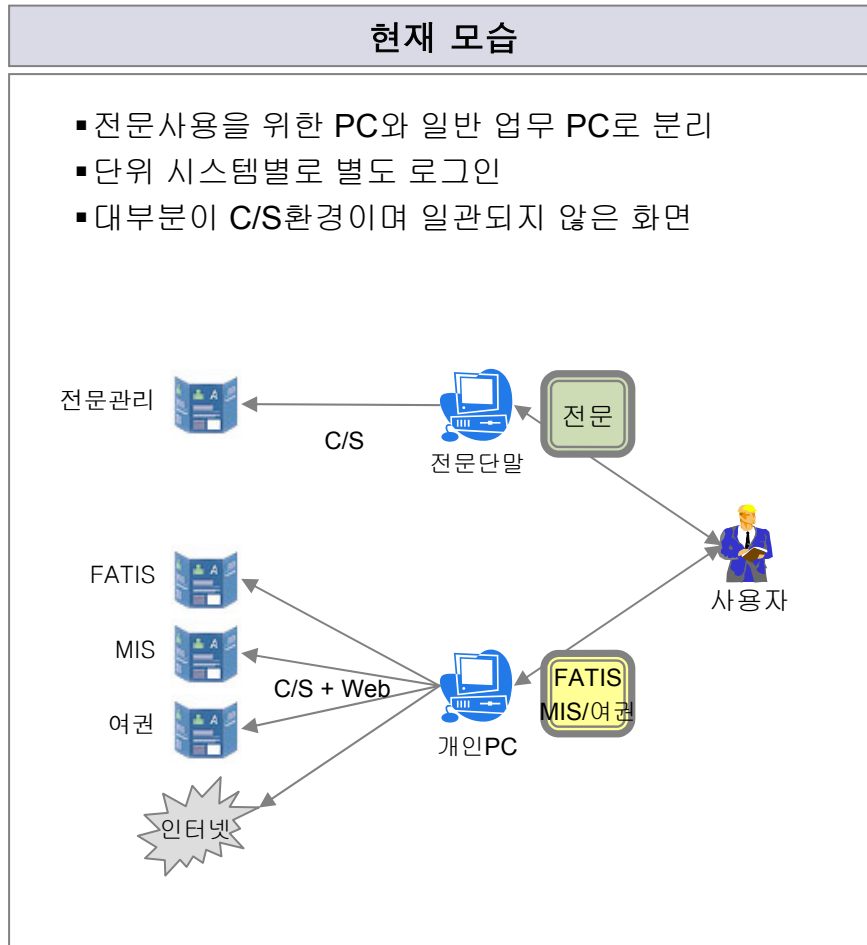 현재 모습
▪전문사용을 위한 PC와 일반 업무 PC로 분리
▪단위 시스템별로 별도 로그인
▪대부분이 C/S환경이며 일관되지 않은 화면
전문관리
C/S
전문단말
전문
사용자
FATIS
MIS
여권
인터넷
C/S + Web
개인PC
FATIS
MIS/여권